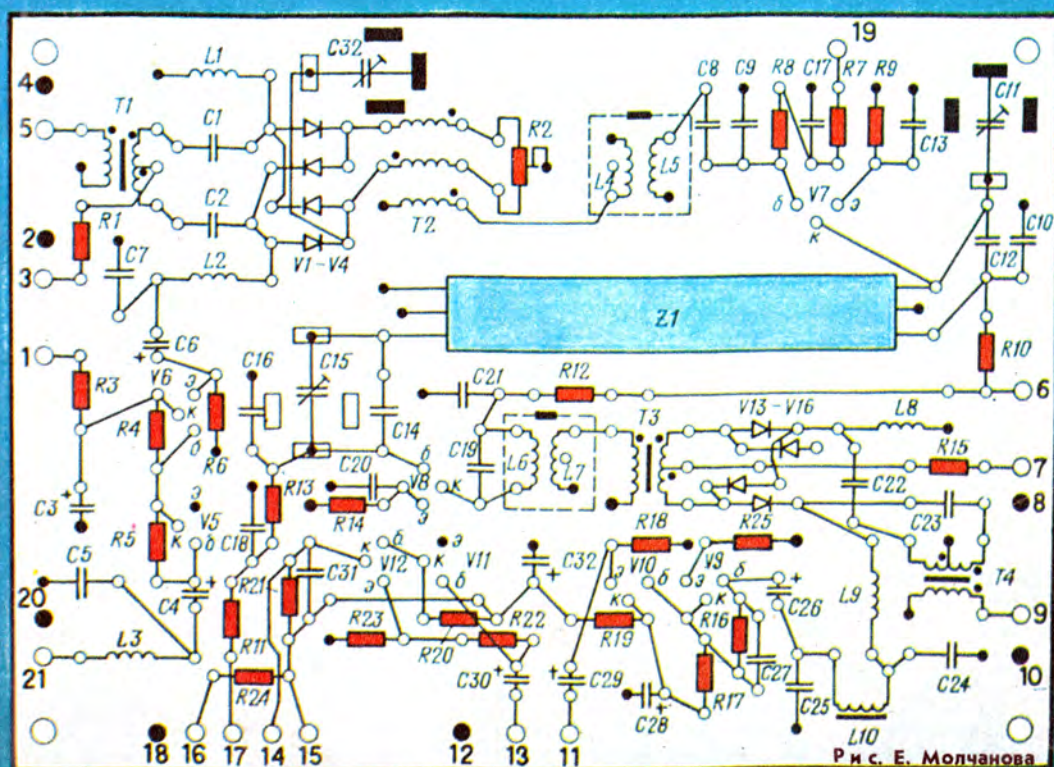 4 L1 C32 19
C8 C9 R8 C17 R7 R9 C11
5 T1 C1 R2 L4 L5 C13
R1 C2 T2 б V7 э C10
2 C7 V1-V4 к C12
3 L2
Z1
1 C6 C16 C15 R10
R3 V6 э C21 R12 6
R4 к б R6 C14 T3 V13-V16 L8
C19 R15 7
C3 R13 C20 б V8 к э L6 L7 C22 8
R5 V5 э к б R14 R18 R25 C23
C5 C18 C31 к б э V11 C32 V9 T4
20 C4 R21 V12 э б э V10 к э б к C26 L9 9
L3 R11 R23 R20 R22 R19 R16
21 R24 C30 C29 C27 C24 10
C28 R17 C25 L10
18 16 17 14 15 12 13 11
Рис. Е. Молчанова